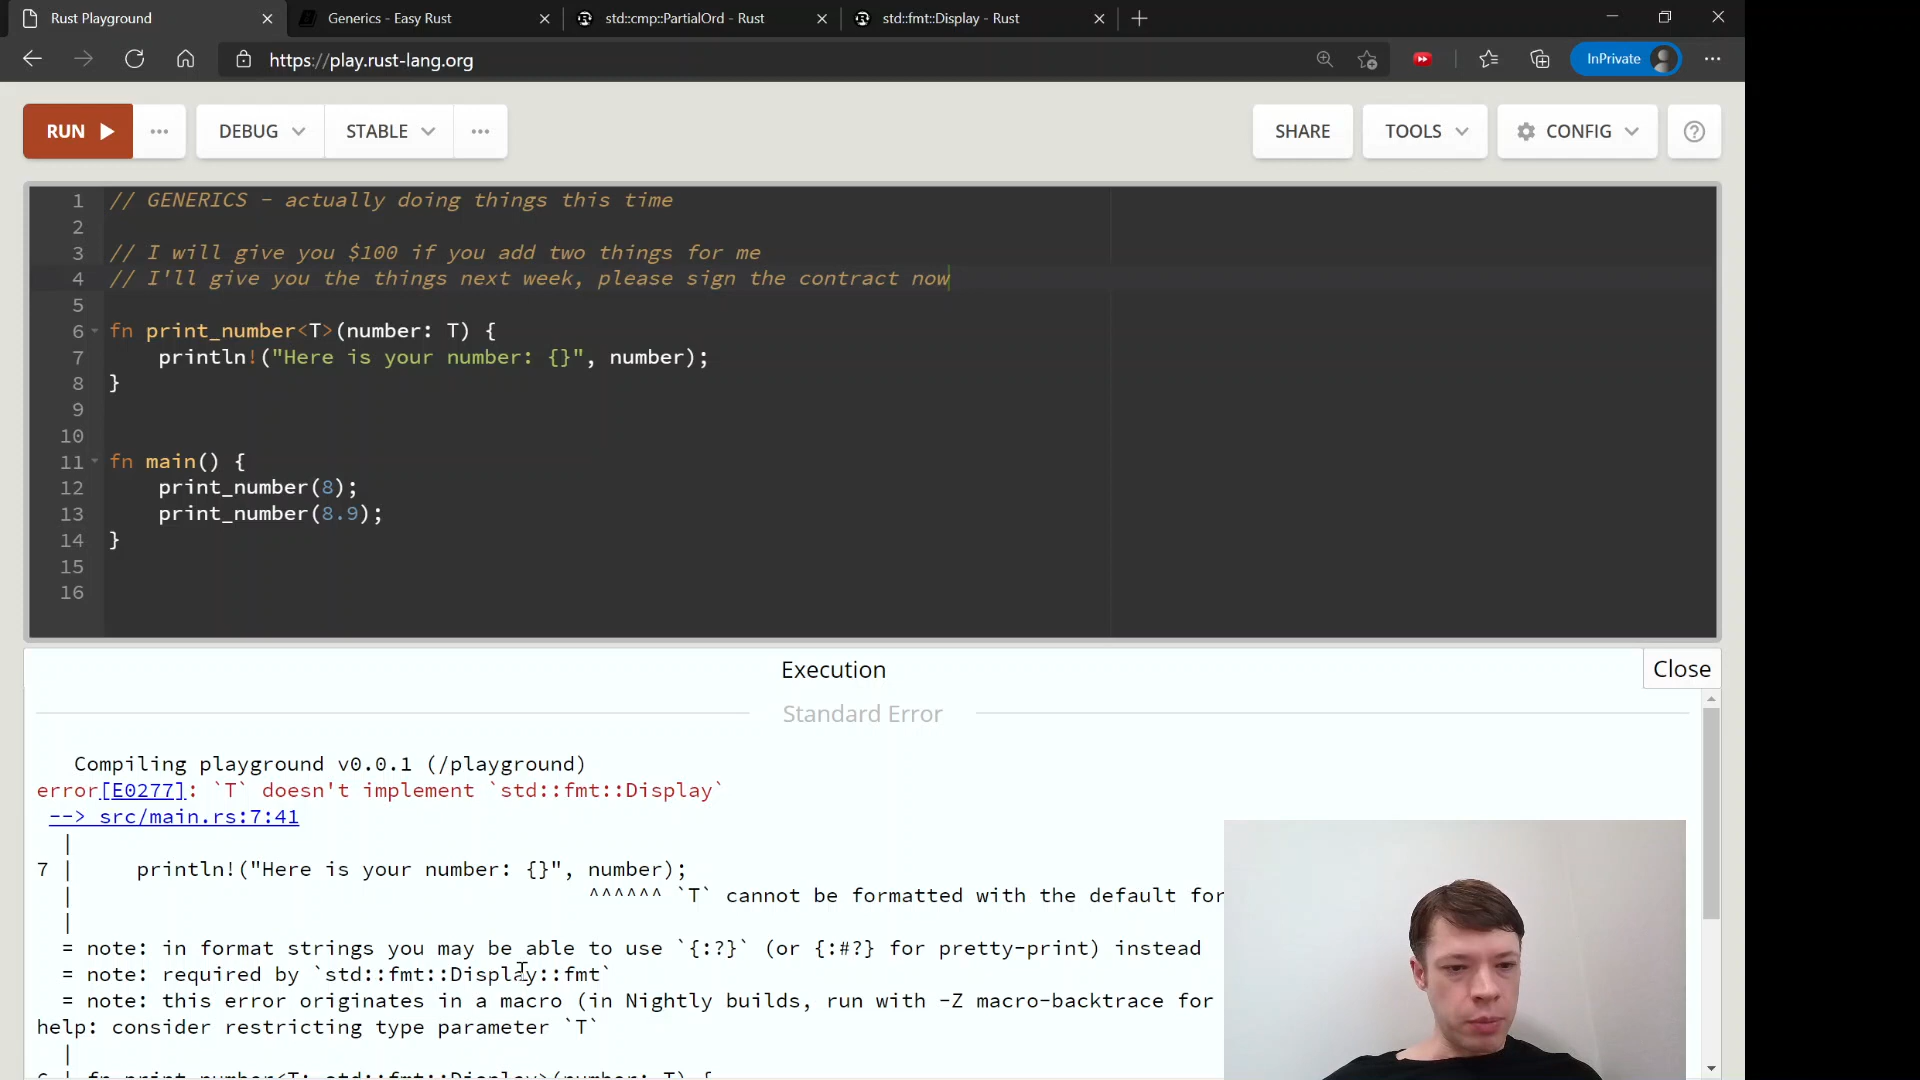 Rust Playground
Generics - Easy Rust
std::cmp::PartialOrd - Rust
std::fmt::Display - Rust
https://play.rust-lang.org
InPrivate
RUN
DEBUG
STABLE
SHARE
TOOLS
CONFIG
1 // GENERICS - actually doing things this time
2
3 // I will give you $100 if you add two things for me
4 // I'll give you the things next week, please sign the contract now
5
6 fn print_number<T>(number: T) {
7     println!("Here is your number: {}", number);
8 }
9
10
11 fn main() {
12     print_number(8);
13     print_number(8.9);
14 }
15
16
Execution
Close
Standard Error
Compiling playground v0.0.1 (/playground)
error[E0277]: `T` doesn't implement `std::fmt::Display`
--> src/main.rs:7:41
|
7 |     println!("Here is your number: {}", number);
|                                         ^^^^^^ `T` cannot be formatted with the default for
|
= note: in format strings you may be able to use `{:?}` (or {:#?} for pretty-print) instead
= note: required by `std::fmt::Display::fmt`
= note: this error originates in a macro (in Nightly builds, run with -Z macro-backtrace for
help: consider restricting type parameter `T`
|
6 | fn print_number<T: std::fmt::Display>(number: T) {